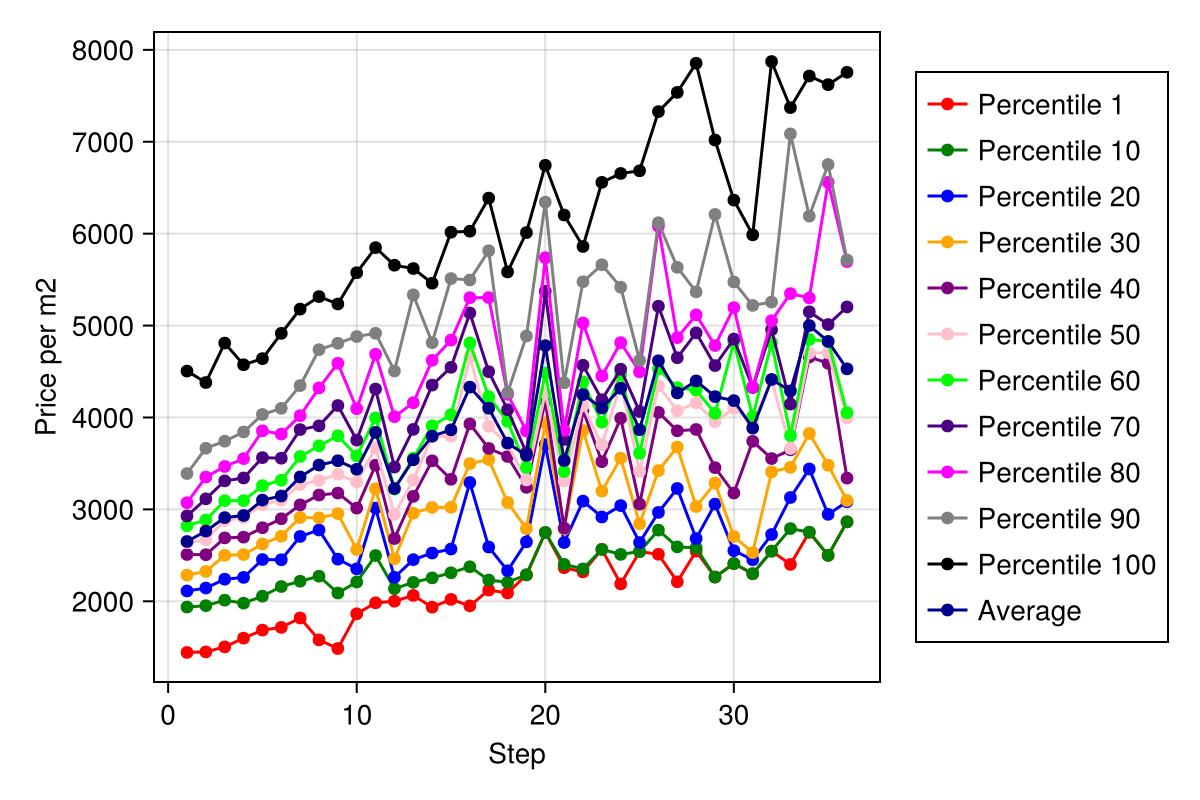 8000
7000
6000
5000
4000
3000
2000
Price per m2
0 10 20 30
Step
Percentile 1
Percentile 10
Percentile 20
Percentile 30
Percentile 40
Percentile 50
Percentile 60
Percentile 70
Percentile 80
Percentile 90
Percentile 100
Average